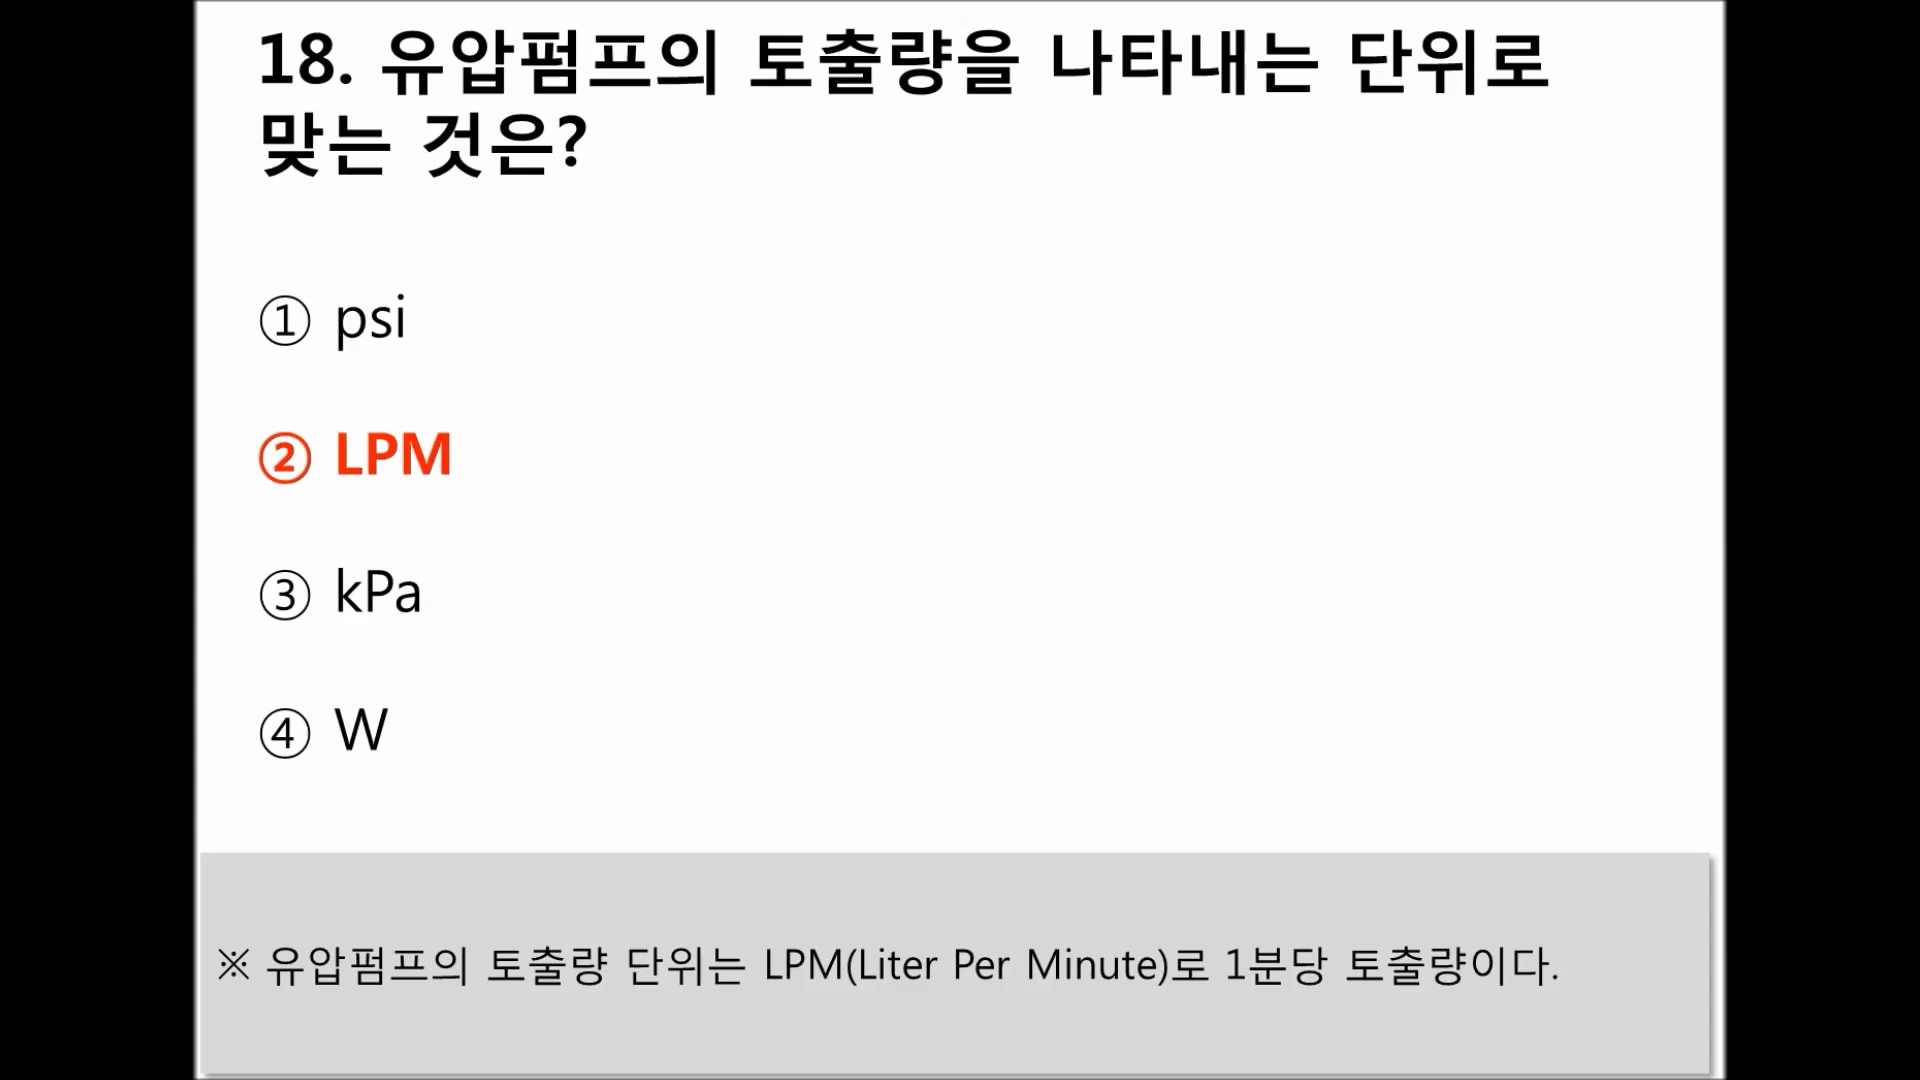 18. 유압펌프의 토출량을 나타내는 단위로
맞는 것은?
① psi
② LPM
③ kPa
④ W
※ 유압펌프의 토출량 단위는 LPM(Liter Per Minute)로 1분당 토출량이다.